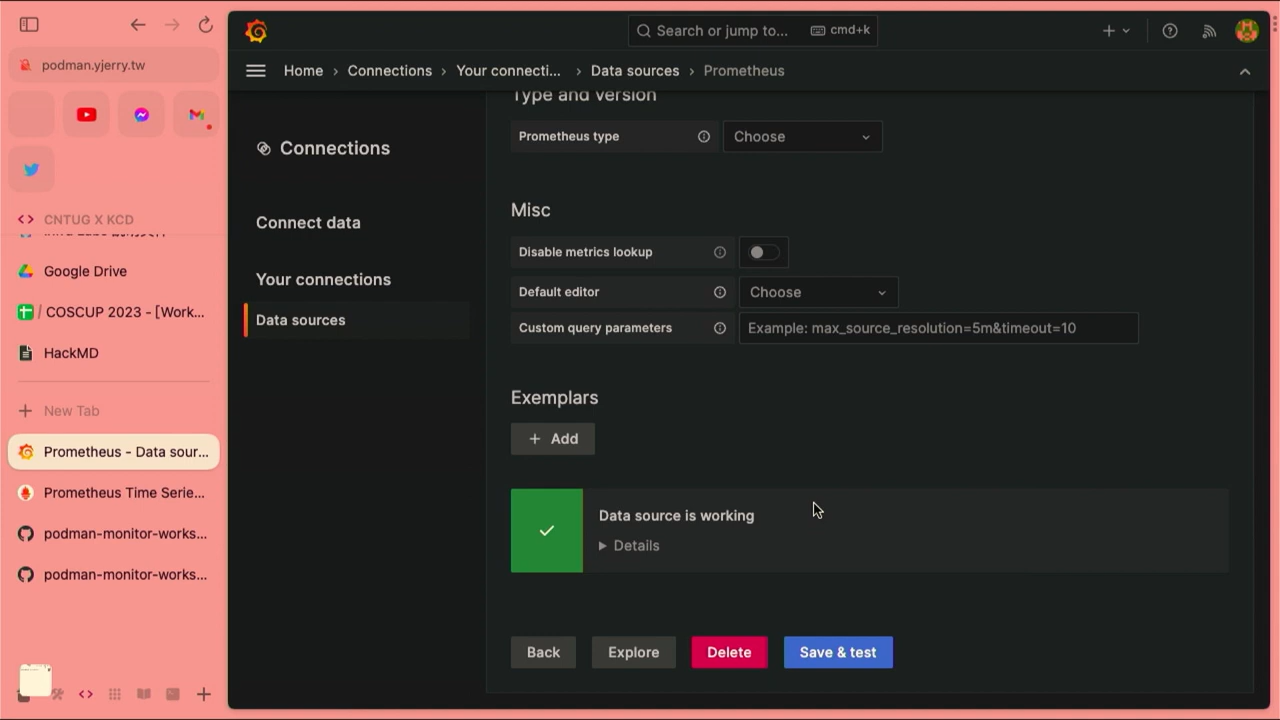 podman.yjerry.tw
CNTUG X KCD
Google Drive
/ COSCUP 2023 - [Work...
HackMD
New Tab
Prometheus - Data sour...
Prometheus Time Serie...
podman-monitor-works...
podman-monitor-works...
Search or jump to... cmd+k
Home › Connections › Your connecti... › Data sources › Prometheus
Connections
Connect data
Your connections
Data sources
Type and version
Prometheus type Choose
Misc
Disable metrics lookup
Default editor Choose
Custom query parameters Example: max_source_resolution=5m&timeout=10
Exemplars
+ Add
Data source is working
Details
Back Explore Delete Save & test